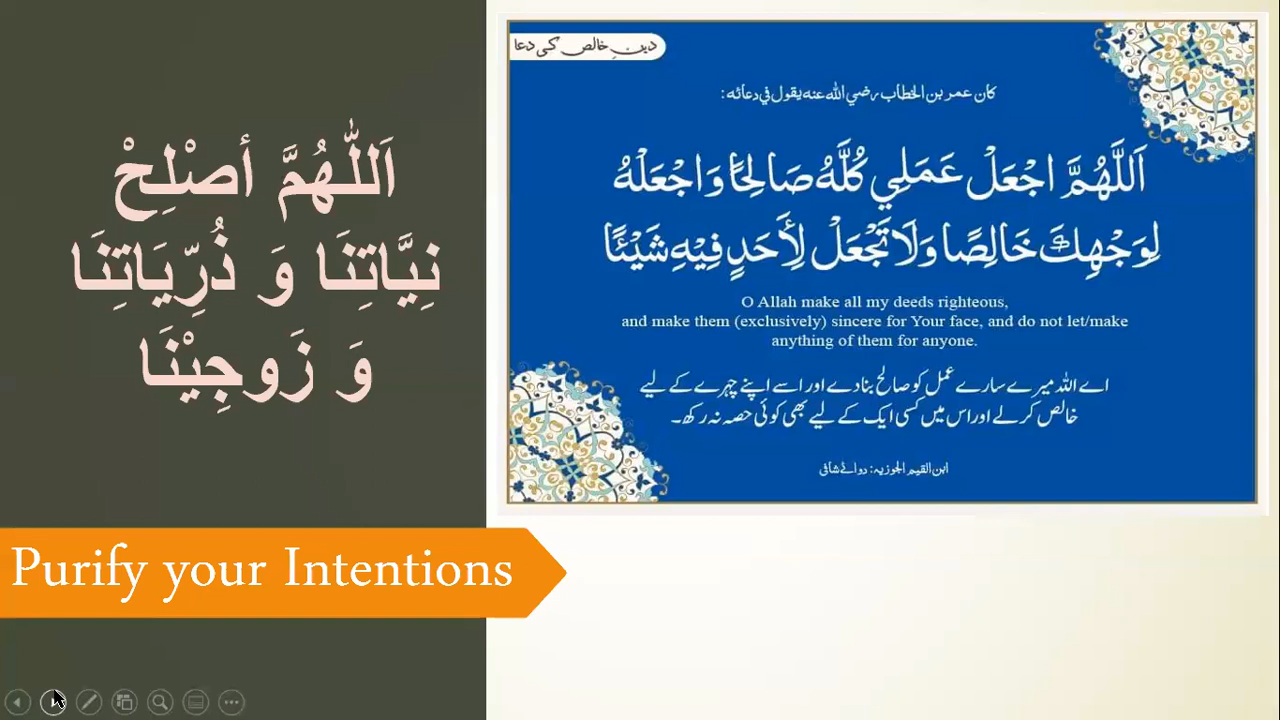 اَللّٰهُمَّ أصْلِحْ
نِيَّاتِنَا وَ ذُرِّيَاتِنَا
وَ زَوجِيْنَا
Purify your Intentions
دینِ خالص کی دعا
كان عمر بن الخطاب رضي الله عنه يقول في دعائه:
اَللَّهُمَّ اجْعَلْ عَمَلِي كُلَّهُ صَالِحًا وَاجْعَلْهُ
لِوَجْهِكَ خَالِصًا وَلَا تَجْعَلْ لِأَحَدٍ فِيْهِ شَيْئًا
O Allah make all my deeds righteous,
and make them (exclusively) sincere for Your face, and do not let/make
anything of them for anyone.
اے اللہ میرے سارے عمل کو صالح بنادے اور اسے اپنے چہرے کے لیے
خالص کرلے اور اس میں کسی ایک کے لیے بھی کوئی حصہ نہ رکھ۔
ابن القیم الجوزیہ: دوائے شافی